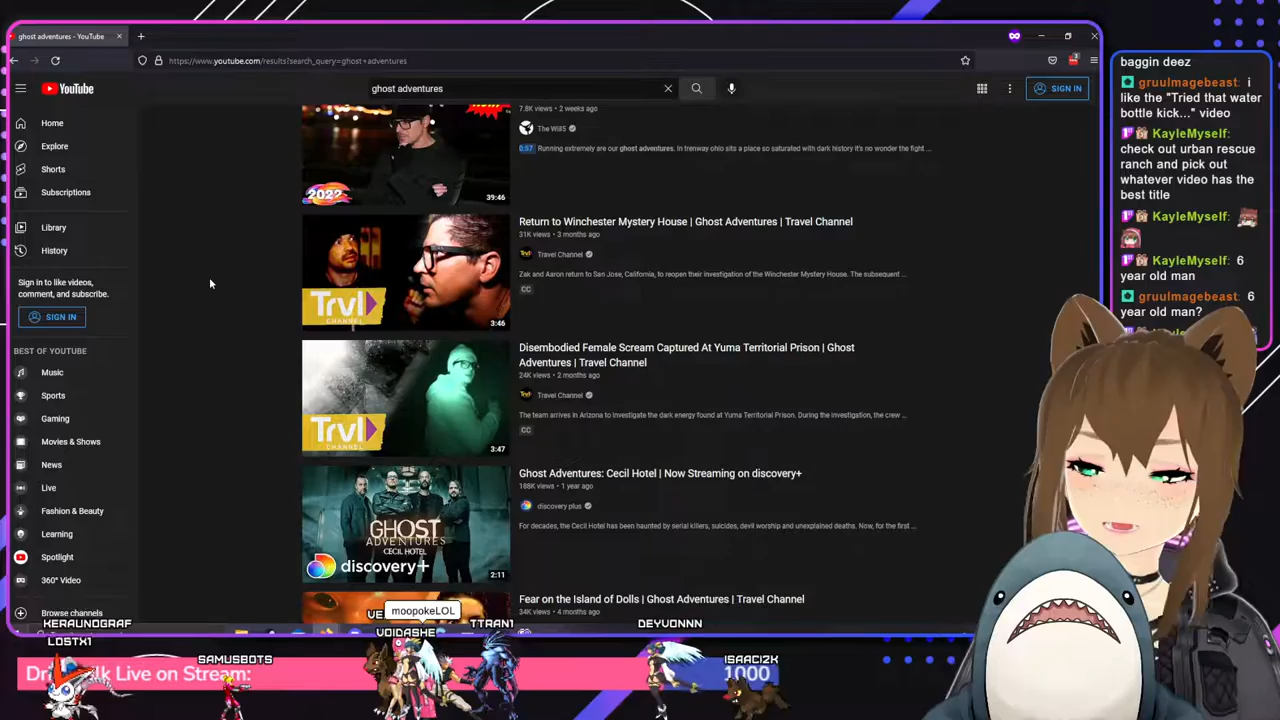 ghost adventures - YouTube
https://www.youtube.com/results?search_query=ghost+adventures
YouTube
ghost adventures
SIGN IN
Home
Explore
Shorts
Subscriptions
Library
History
Sign in to like videos,
comment, and subscribe.
SIGN IN
BEST OF YOUTUBE
Music
Sports
Gaming
Movies & Shows
News
Live
Fashion & Beauty
Learning
Spotlight
360° Video
Browse channels
2022
39:46
7.8K views • 2 weeks ago
0:57 Running extremely are our ghost adventures. In trenway ohio sits a place so saturated with dark history it's no wonder the fight ...
TRVL
CHANNEL
3:46
Return to Winchester Mystery House | Ghost Adventures | Travel Channel
31K views • 3 months ago
Travel Channel
Zak and Aaron return to San Jose, California, to reopen their investigation of the Winchester Mystery House. The subsequent ...
CC
TRVL
CHANNEL
3:47
Disembodied Female Scream Captured At Yuma Territorial Prison | Ghost
Adventures | Travel Channel
24K views • 2 months ago
Travel Channel
The team arrives in Arizona to investigate the dark energy found at Yuma Territorial Prison. During the investigation, the crew ...
CC
GHOST
ADVENTURES
CECIL HOTEL
discovery+
2:11
Ghost Adventures: Cecil Hotel | Now Streaming on discovery+
188K views • 1 year ago
discovery plus
For decades, the Cecil Hotel has been haunted by serial killers, suicides, devil worship and unexplained deaths. Now, for the first ...
Fear on the Island of Dolls | Ghost Adventures | Travel Channel
34K views • 4 months ago
baggin deez
gruulmagebeast: i
like the "Tried that water
bottle kick..." video
KayleMyself:
check out urban rescue
ranch and pick out
whatever video has the
best title
KayleMyself:
KayleMyself: 6
year old man
gruulmagebeast: 6
year old man?
moopokeLOL
KERAUNOGRAF
LOSTX1
SAMUSBOTS
VOIDASHE
TTRAN1
DEYVONNN
ISAACI2K
lk Live on Stream:
1000